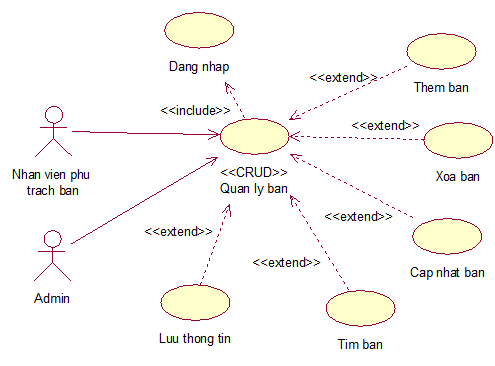 Dang nhap
<<extend>>
Them ban
<<include>>
<<extend>>
Nhan vien phu
trach ban
<<CRUD>>
Quan ly ban
Xoa ban
<<extend>>
<<extend>>
<<extend>>
Cap nhat ban
Admin
Luu thong tin
Tim ban